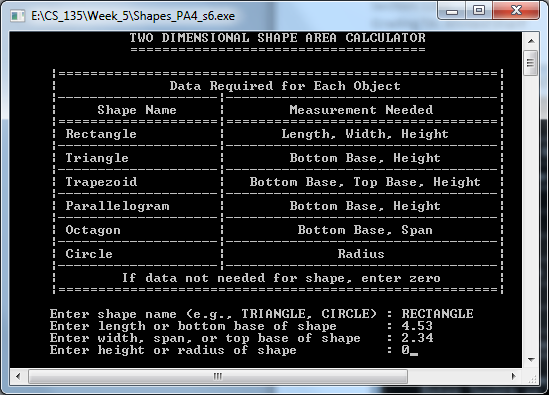 E:\CS_135\Week_5\Shapes_PA4_s6.exe
TWO DIMENSIONAL SHAPE AREA CALCULATOR
Data Required for Each Object
Shape Name Measurement Needed
Rectangle Length, Width, Height
Triangle Bottom Base, Height
Trapezoid Bottom Base, Top Base, Height
Parallelogram Bottom Base, Height
Octagon Bottom Base, Span
Circle Radius
If data not needed for shape, enter zero
Enter shape name (e.g., TRIANGLE, CIRCLE) : RECTANGLE
Enter length or bottom base of shape : 4.53
Enter width, span, or top base of shape : 2.34
Enter height or radius of shape : 0_